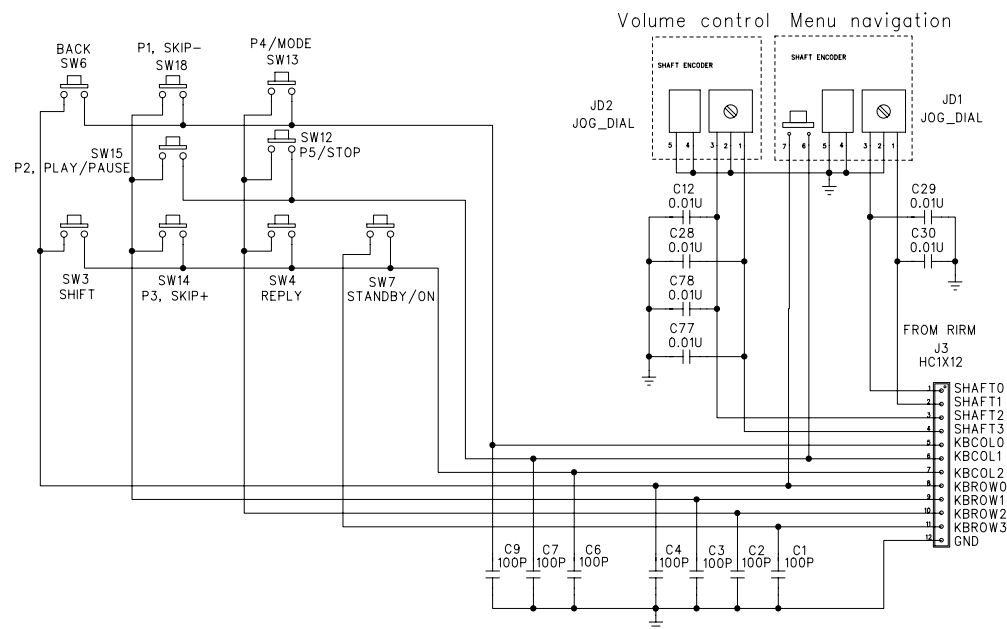 Volume control Menu navigation
SHAFT ENCODER
SHAFT ENCODER
BACK
SW6
P1, SKIP-
SW18
P4/MODE
SW13
SW15
P2, PLAY/PAUSE
SW12
P5/STOP
SW3
SHIFT
SW14
P3, SKIP+
SW4
REPLY
SW7
STANDBY/ON
JD2
JOG_DIAL
5 4 3 2 1
JD1
JOG_DIAL
7 6 5 4 3 2 1
C12
0.01U
C28
0.01U
C78
0.01U
C77
0.01U
C29
0.01U
C30
0.01U
FROM RIRM
J3
HC1X12
1 SHAFT0
2 SHAFT1
3 SHAFT2
4 SHAFT3
5 KBCOL0
6 KBCOL1
7 KBCOL2
8 KBROW0
9 KBROW1
10 KBROW2
11 KBROW3
12 GND
C9
100P
C7
100P
C6
100P
C4
100P
C3
100P
C2
100P
C1
100P